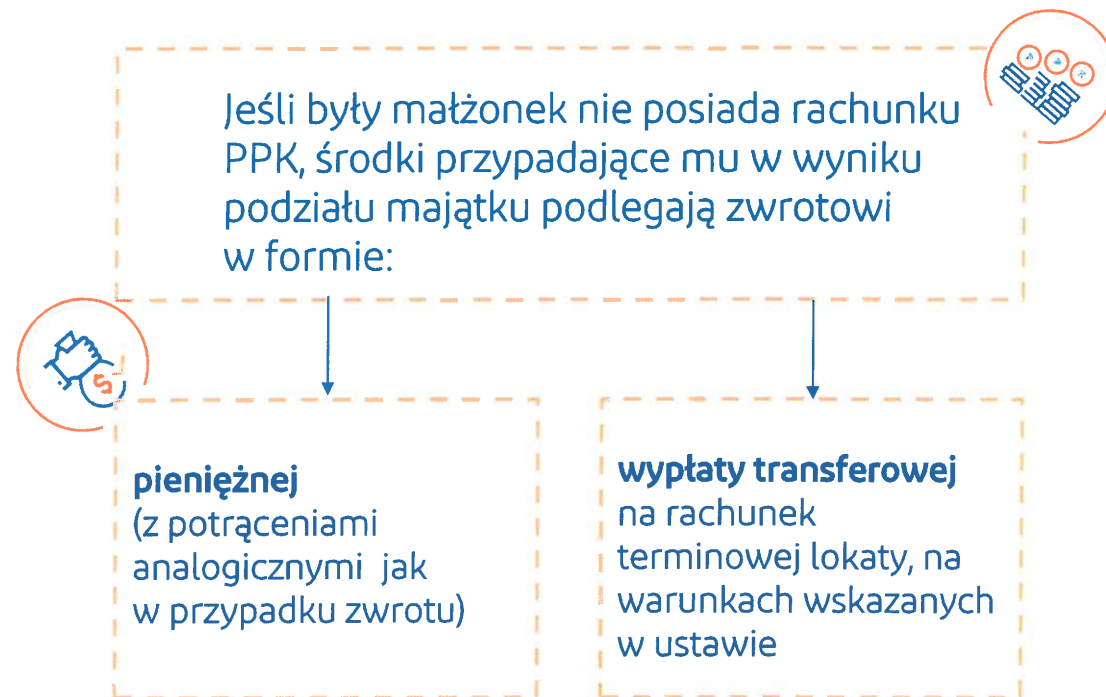 Jeśli były małżonek nie posiada rachunku
PPK, środki przypadające mu w wyniku
podziału majątku podlegają zwrotowi
w formie:
pieniężnej
(z potrąceniami
analogicznymi jak
w przypadku zwrotu)
wypłaty transferowej
na rachunek
terminowej lokaty, na
warunkach wskazanych
w ustawie